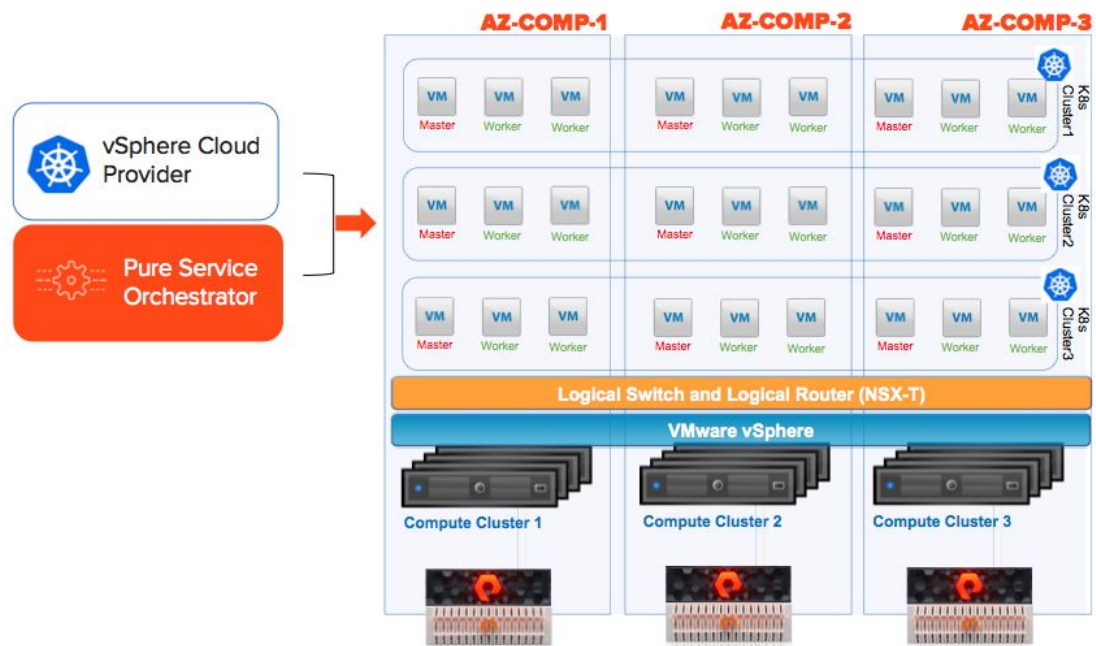 AZ-COMP-1
AZ-COMP-2
AZ-COMP-3
vSphere Cloud
Provider
Pure Service
Orchestrator
VM VM VM VM VM VM VM VM VM
Master Worker Worker Master Worker Worker Master Worker Worker
K8s
Cluster1
VM VM VM VM VM VM VM VM VM
Master Worker Worker Master Worker Worker Master Worker Worker
K8s
Cluster2
VM VM VM VM VM VM VM VM VM
Master Worker Worker Master Worker Worker Master Worker Worker
K8s
Cluster3
Logical Switch and Logical Router (NSX-T)
VMware vSphere
Compute Cluster 1
Compute Cluster 2
Compute Cluster 3